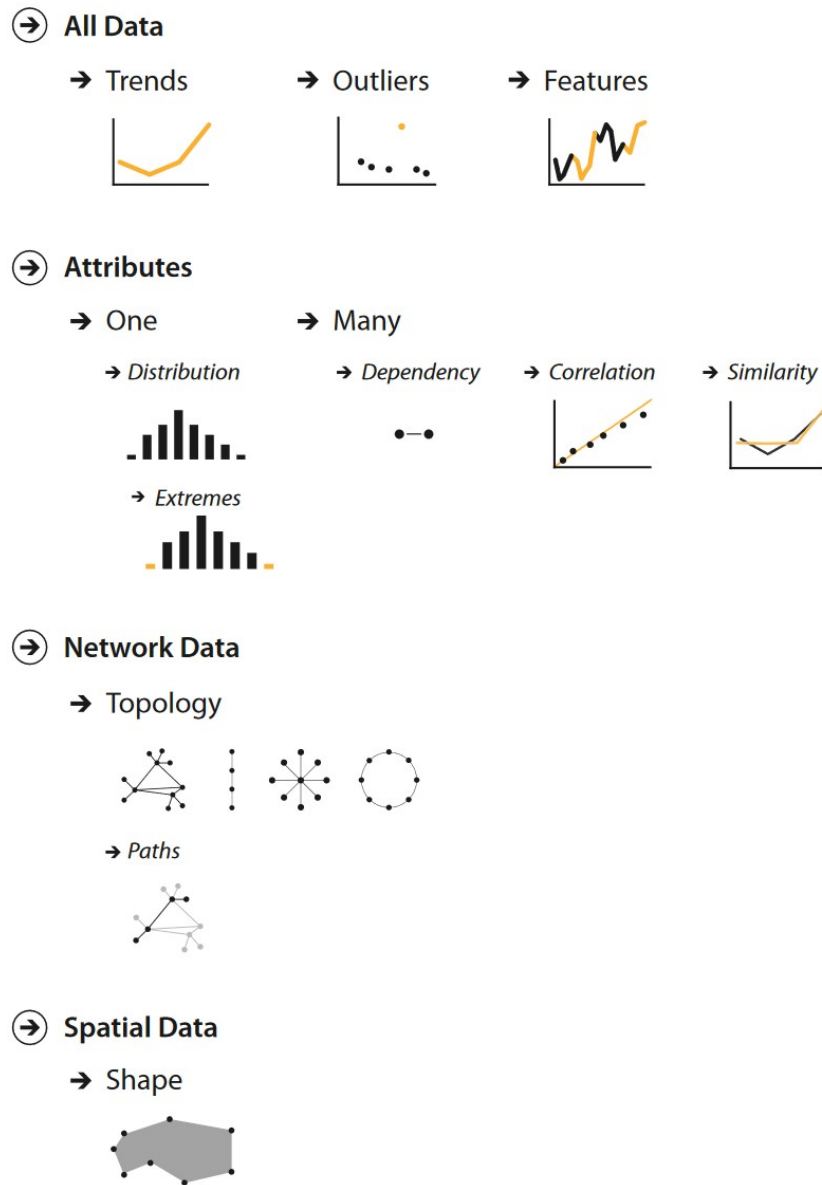 All Data
Trends
Outliers
Features
Attributes
One
Many
Distribution
Dependency
Correlation
Similarity
Extremes
Network Data
Topology
Paths
Spatial Data
Shape